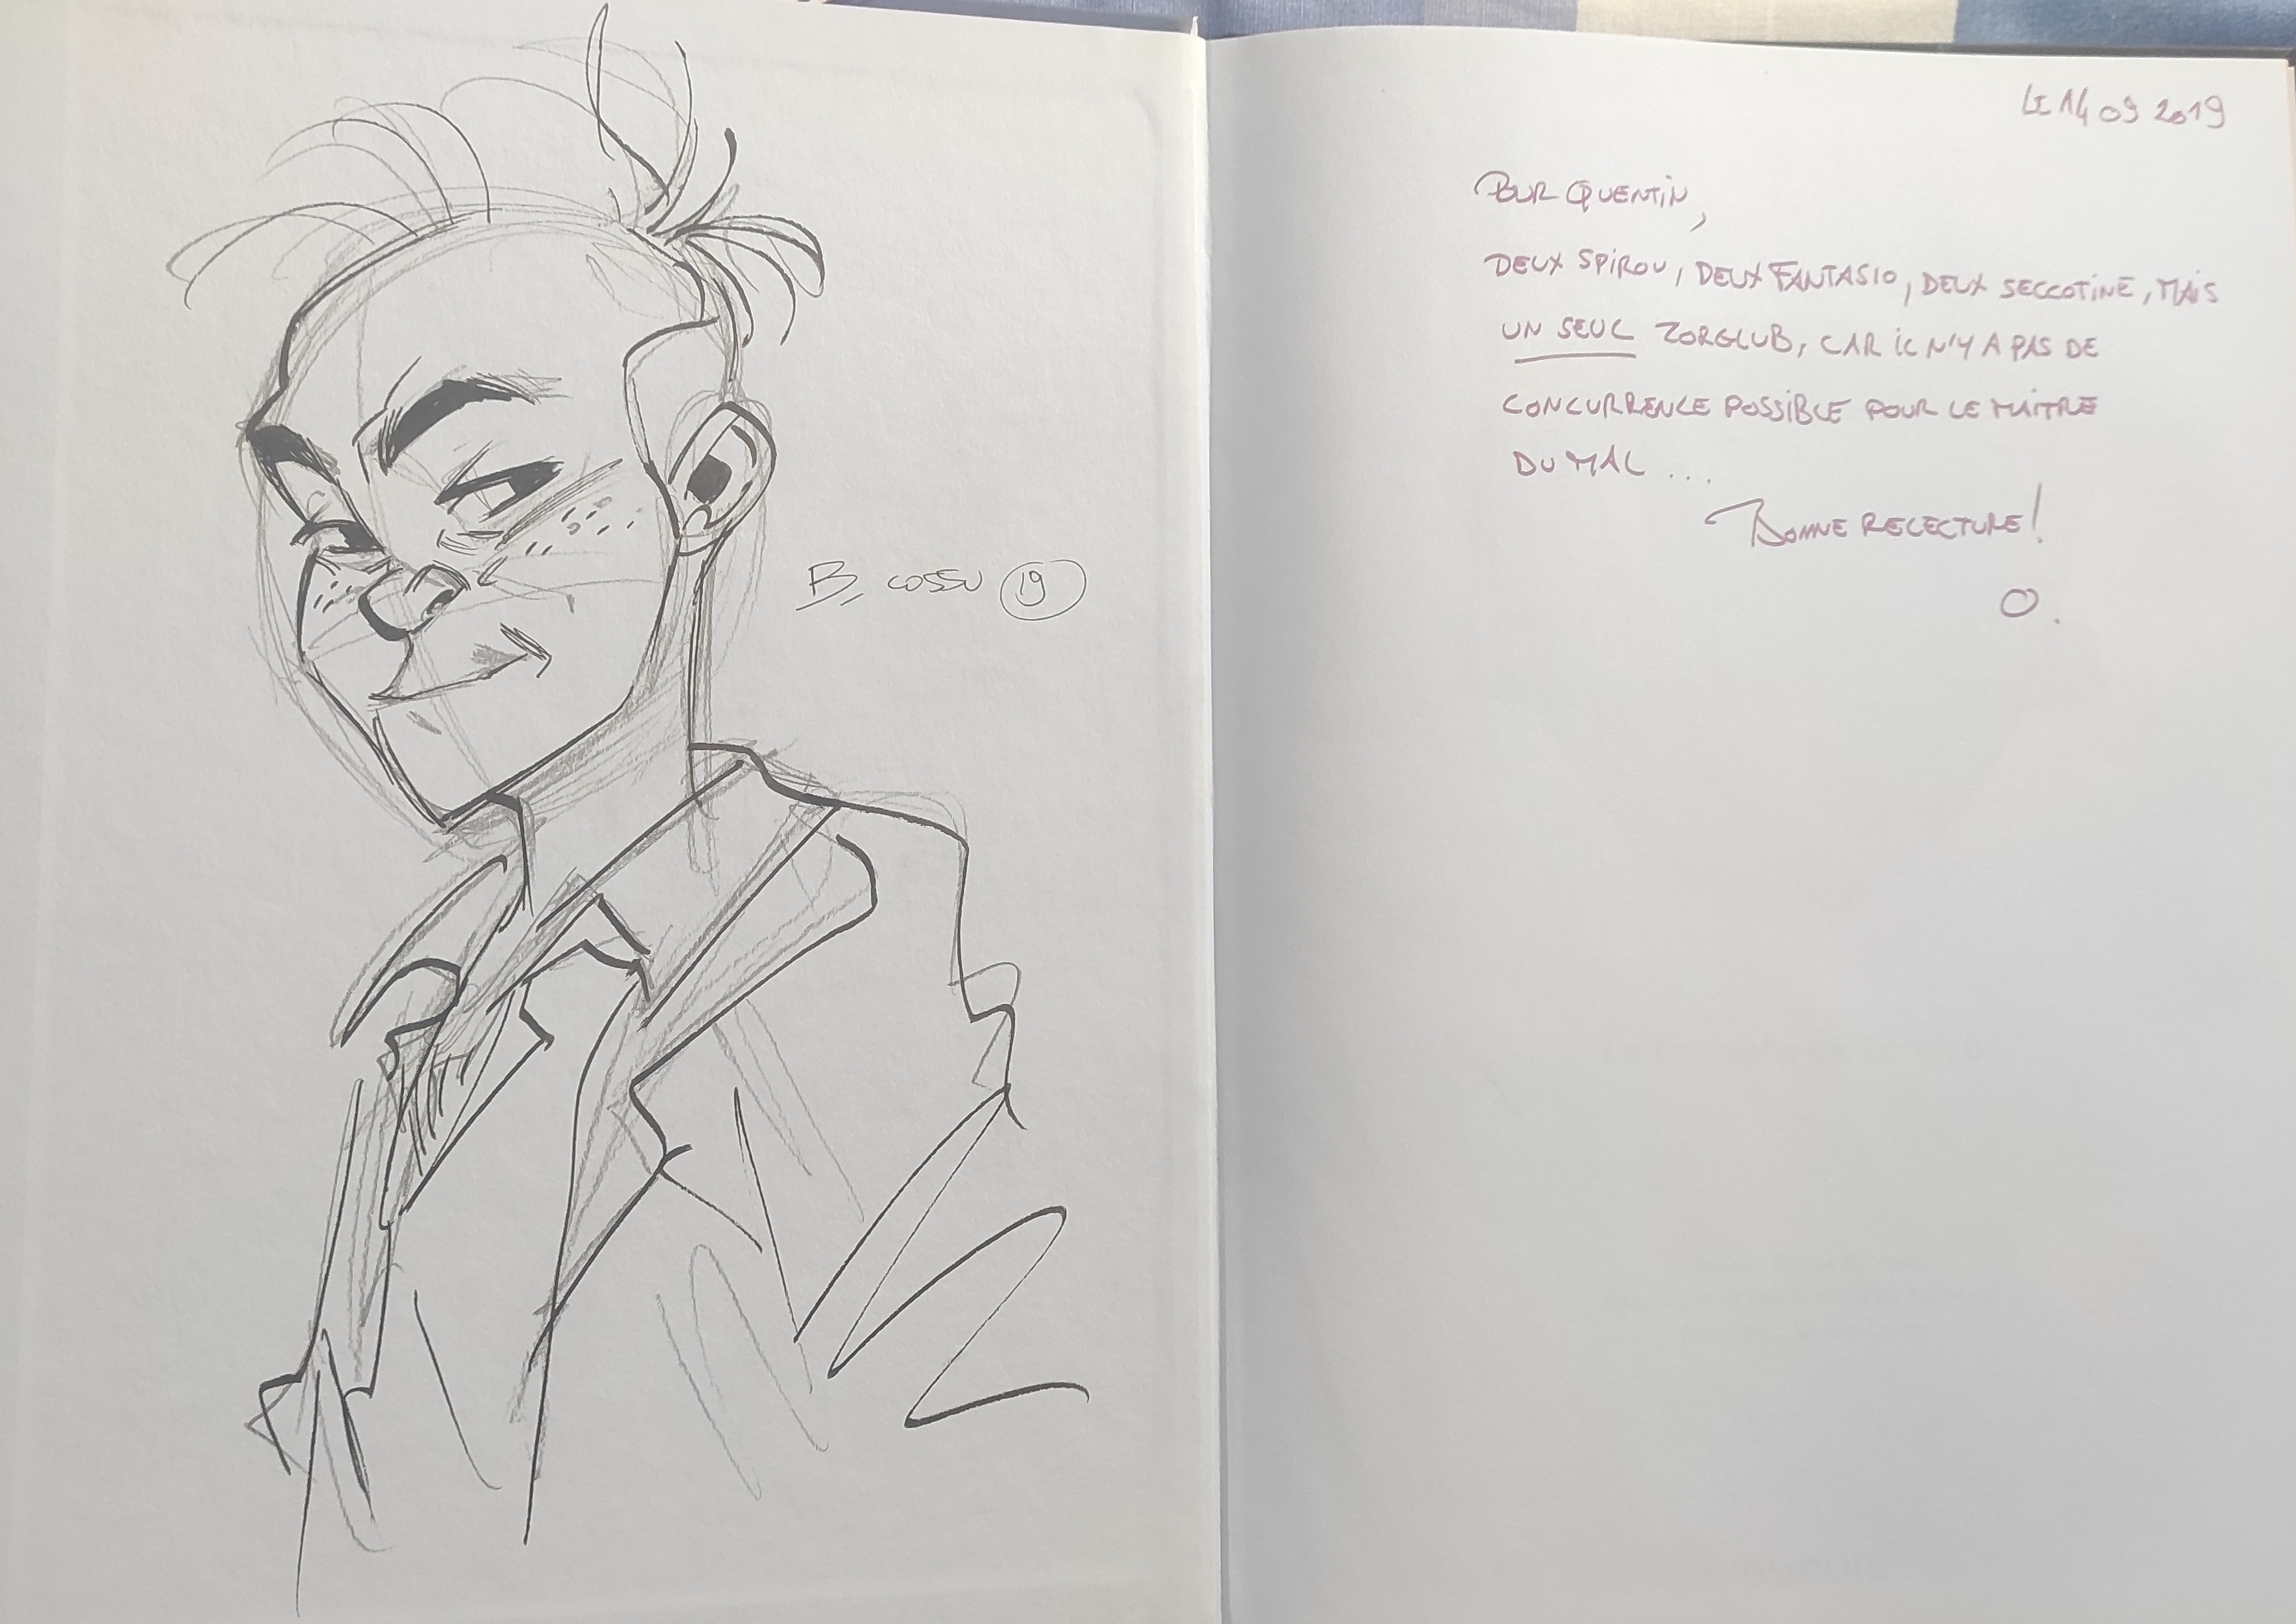 B. COSSU 19
LE 14 09 2019
POUR QUENTIN,
DEUX SPIROU, DEUX FANTASIO, DEUX SECCOTINE, MAIS
UN SEUL ZORGLUB, CAR IL N'Y A PAS DE
CONCURRENCE POSSIBLE POUR LE MAÎTRE
DU MAL ...
BONNE RELECTURE!
O.